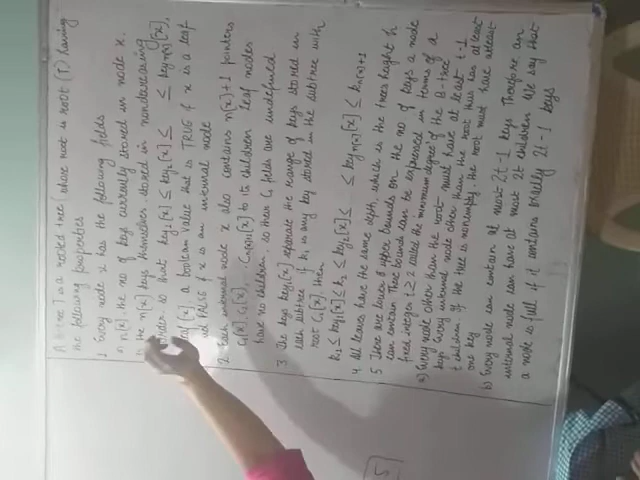 A B tree T is a rooted tree (whose root is root (T) having
the following properties
1 Every node x has the following fields
a, n[x], the no of keys currently stored in node x.
the n[x] keys themselves stored in nondecreasing
so that key1[x] ≤ key2[x] ≤ ≤ keyn[x][x],
[x], a boolean value that is TRUE if x is a leaf
and FALSE if x is an internal node
2 Each internal node x also contains n[x]+1 pointers
C1[x] C2[x], Cn[x]+1[x] to its children Leaf nodes
have no children so their Ci fields are undefined
3 The keys keyi[x] separate the range of keys stored in
each subtree if ki is any key stored in the subtree with
root Ci[x] then
k1 ≤ key1[x] ≤ k2 ≤ key2[x] ≤ ≤ keyn[x][x] ≤ kn[x]+1
4 All leaves have the same depth, which is the trees height h
5 There are lower & upper bounds on the no of keys a node
can contain These bounds can be expressed in terms of a
fixed integer t ≥ 2 called the minimum degree of the B-tree
a) Every node other than the root must have at least t-1
keys Every internal node other than the root thus has at least
t children If the tree is nonempty, the root must have atleast
one key
b) Every node can contain at most 2t-1 keys Therefore an
internal node can have at most 2t children We say that
a node is full if it contains exactly 2t-1 keys
5